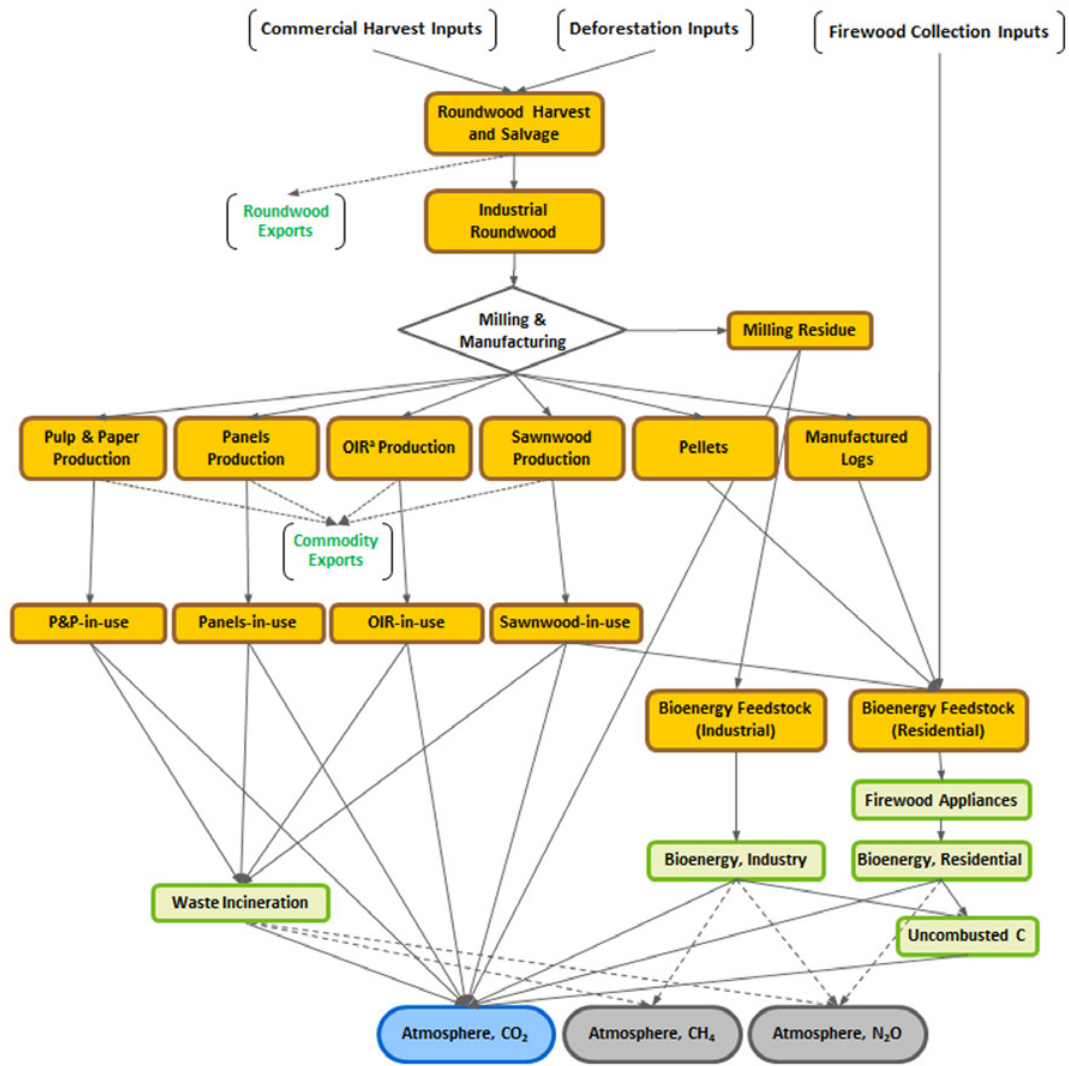 Commercial Harvest Inputs
Deforestation Inputs
Firewood Collection Inputs
Roundwood Harvest
and Salvage
Roundwood
Exports
Industrial
Roundwood
Milling &
Manufacturing
Milling Residue
Pulp & Paper
Production
Panels
Production
OIRª Production
Sawnwood
Production
Pellets
Manufactured
Logs
Commodity
Exports
P&P-in-use
Panels-in-use
OIR-in-use
Sawnwood-in-use
Bioenergy Feedstock
(Industrial)
Bioenergy Feedstock
(Residential)
Firewood Appliances
Bioenergy, Industry
Bioenergy, Residential
Waste Incineration
Uncombusted C
Atmosphere, CO₂
Atmosphere, CH₄
Atmosphere, N₂O